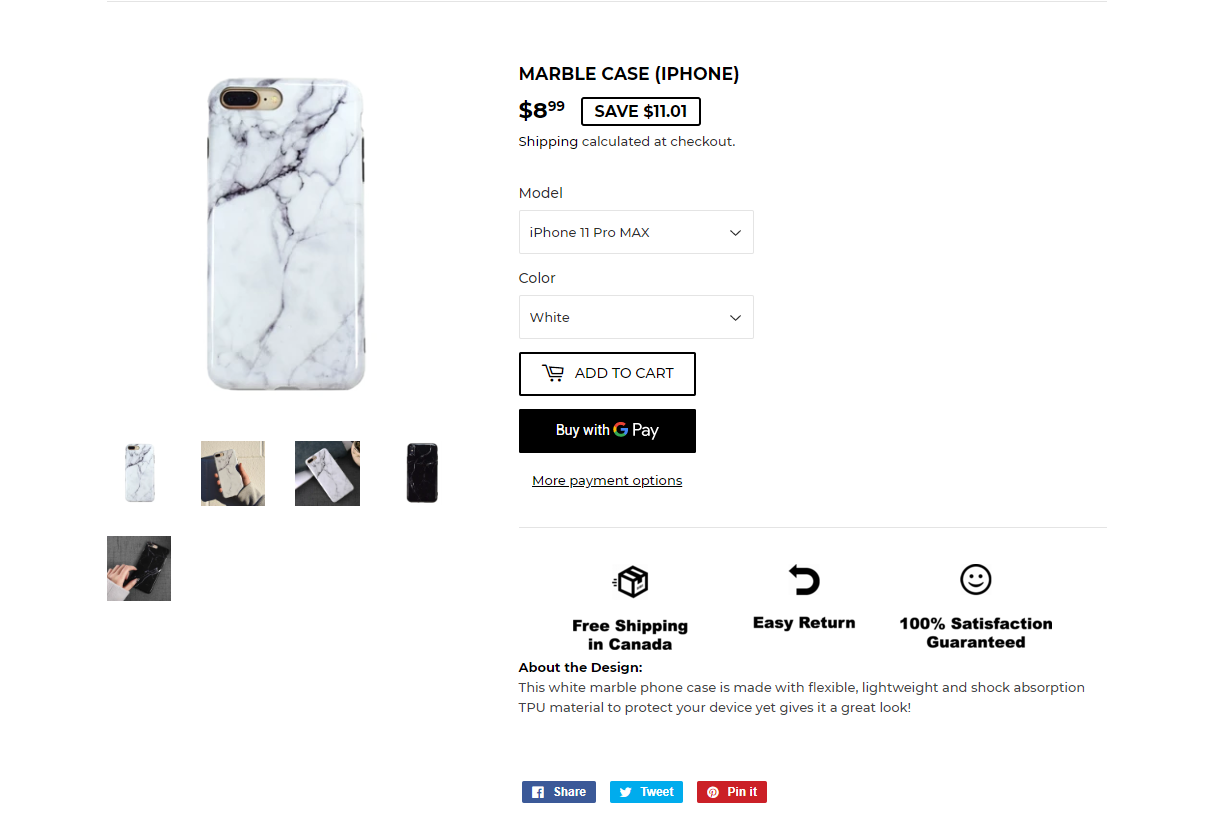 MARBLE CASE (IPHONE)
$8⁹⁹ SAVE $11.01
Shipping calculated at checkout.
Model
iPhone 11 Pro MAX
Color
White
ADD TO CART
Buy with G Pay
More payment options
Free Shipping
in Canada
Easy Return
100% Satisfaction
Guaranteed
About the Design:
This white marble phone case is made with flexible, lightweight and shock absorption
TPU material to protect your device yet gives it a great look!
Share Tweet Pin it